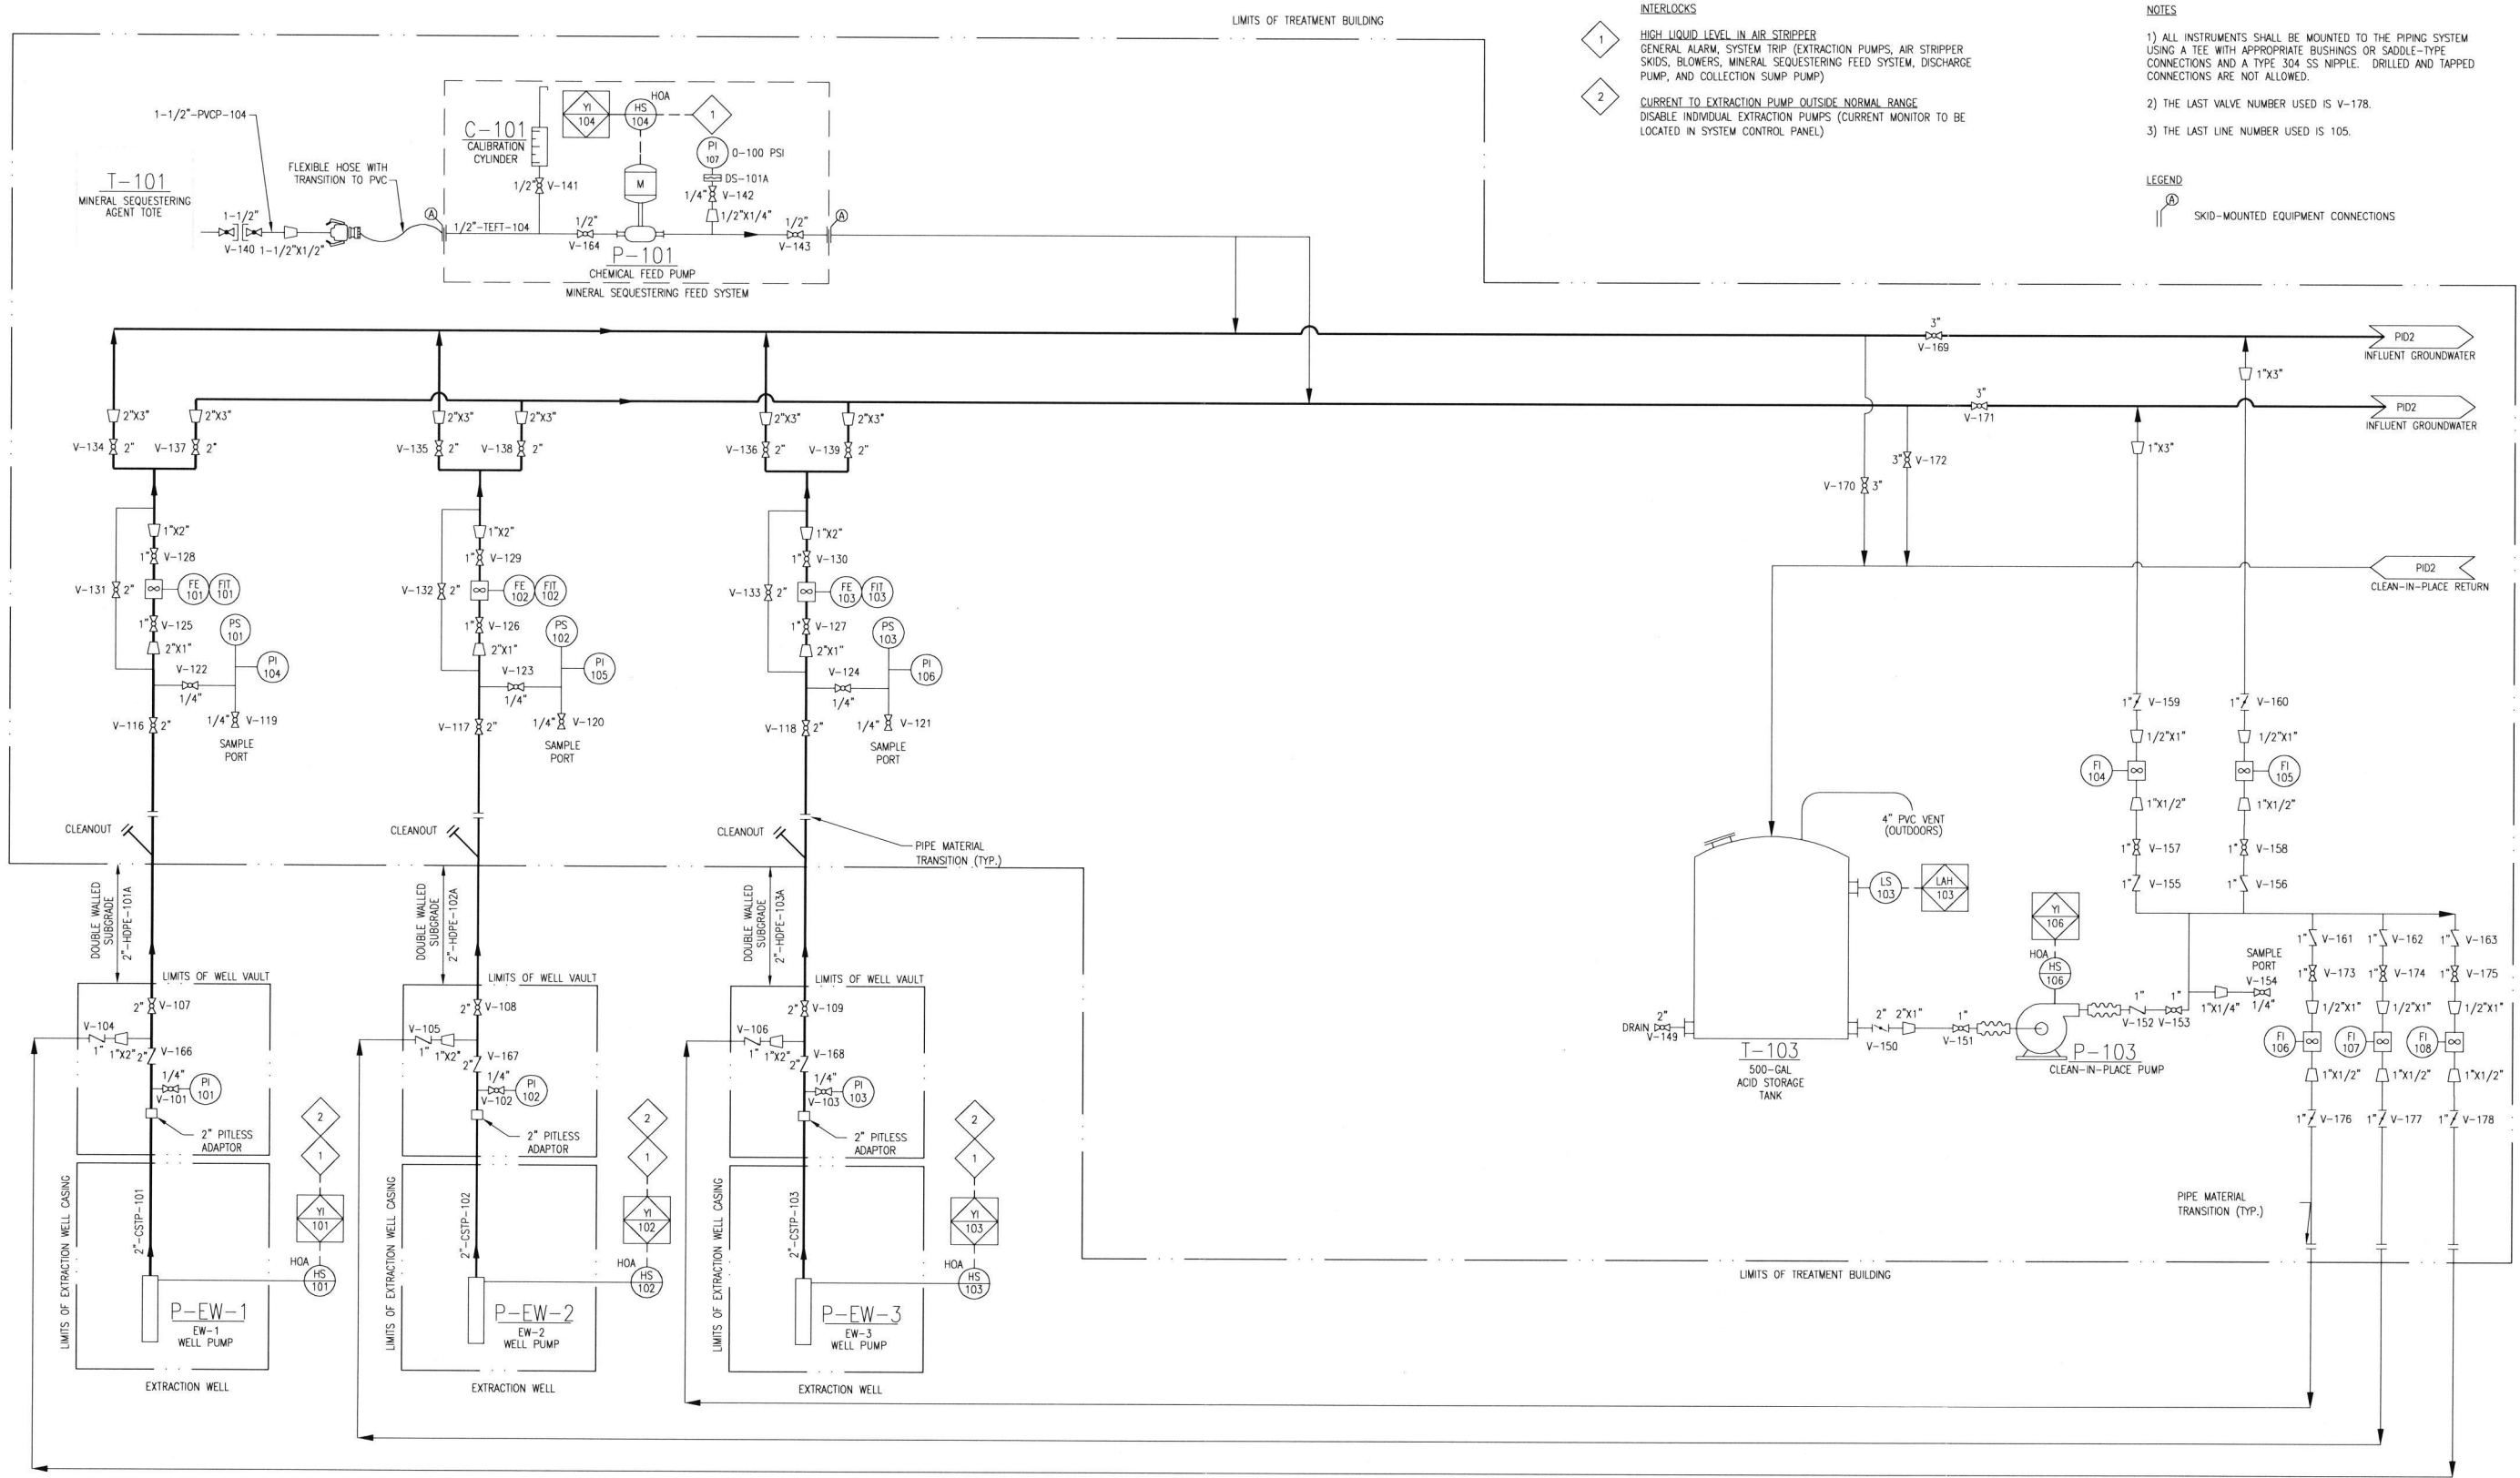 LIMITS OF TREATMENT BUILDING
INTERLOCKS
1
HIGH LIQUID LEVEL IN AIR STRIPPER
GENERAL ALARM, SYSTEM TRIP (EXTRACTION PUMPS, AIR STRIPPER
SKIDS, BLOWERS, MINERAL SEQUESTERING FEED SYSTEM, DISCHARGE
PUMP, AND COLLECTION SUMP PUMP)
2
CURRENT TO EXTRACTION PUMP OUTSIDE NORMAL RANGE
DISABLE INDIVIDUAL EXTRACTION PUMPS (CURRENT MONITOR TO BE
LOCATED IN SYSTEM CONTROL PANEL)
NOTES
1) ALL INSTRUMENTS SHALL BE MOUNTED TO THE PIPING SYSTEM
USING A TEE WITH APPROPRIATE BUSHINGS OR SADDLE-TYPE
CONNECTIONS AND A TYPE 304 SS NIPPLE. DRILLED AND TAPPED
CONNECTIONS ARE NOT ALLOWED.
2) THE LAST VALVE NUMBER USED IS V-178.
3) THE LAST LINE NUMBER USED IS 105.
LEGEND
A
SKID-MOUNTED EQUIPMENT CONNECTIONS
1-1/2"-PVCP-104
T-101
MINERAL SEQUESTERING
AGENT TOTE
FLEXIBLE HOSE WITH
TRANSITION TO PVC
1-1/2"
V-140
1-1/2"X1/2"
A
1/2"-TEFT-104
C-101
CALIBRATION
CYLINDER
1/2"
V-141
YI
104
HS
104
HOA
1
M
PI
107
0-100 PSI
DS-101A
1/4"
V-142
1/2"X1/4"
1/2"
V-164
1/2"
V-143
A
P-101
CHEMICAL FEED PUMP
MINERAL SEQUESTERING FEED SYSTEM
3"
V-169
PID2
INFLUENT GROUNDWATER
1"X3"
3"
V-171
PID2
INFLUENT GROUNDWATER
1"X3"
3"
V-172
V-170
3"
PID2
CLEAN-IN-PLACE RETURN
2"X3"
2"X3"
V-134
2"
V-137
2"
1"X2"
1"
V-128
V-131
2"
FE
101
FIT
101
1"
V-125
2"X1"
PS
101
PI
104
V-122
1/4"
V-116
2"
1/4"
V-119
SAMPLE
PORT
CLEANOUT
DOUBLE WALLED
SUBGRADE
2"-HDPE-101A
LIMITS OF WELL VAULT
2"
V-107
V-104
1"
1"X2"
2"
V-166
1/4"
V-101
PI
101
2" PITLESS
ADAPTOR
2
1
YI
101
HOA
HS
101
LIMITS OF EXTRACTION WELL CASING
2"-CSTP-101
P-EW-1
EW-1
WELL PUMP
EXTRACTION WELL
2"X3"
2"X3"
V-135
2"
V-138
2"
1"X2"
1"
V-129
V-132
2"
FE
102
FIT
102
1"
V-126
2"X1"
PS
102
PI
105
V-123
1/4"
V-117
2"
1/4"
V-120
SAMPLE
PORT
CLEANOUT
DOUBLE WALLED
SUBGRADE
2"-HDPE-102A
LIMITS OF WELL VAULT
2"
V-108
V-105
1"
1"X2"
2"
V-167
1/4"
V-102
PI
102
2" PITLESS
ADAPTOR
2
1
YI
102
HOA
HS
102
LIMITS OF EXTRACTION WELL CASING
2"-CSTP-102
P-EW-2
EW-2
WELL PUMP
EXTRACTION WELL
2"X3"
2"X3"
V-136
2"
V-139
2"
1"X2"
1"
V-130
V-133
2"
FE
103
FIT
103
1"
V-127
2"X1"
PS
103
PI
106
V-124
1/4"
V-118
2"
1/4"
V-121
SAMPLE
PORT
CLEANOUT
PIPE MATERIAL
TRANSITION (TYP.)
DOUBLE WALLED
SUBGRADE
2"-HDPE-103A
LIMITS OF WELL VAULT
2"
V-109
V-106
1"
1"X2"
2"
V-168
1/4"
V-103
PI
103
2" PITLESS
ADAPTOR
2
1
YI
103
HOA
HS
103
LIMITS OF EXTRACTION WELL CASING
2"-CSTP-103
P-EW-3
EW-3
WELL PUMP
EXTRACTION WELL
4" PVC VENT
(OUTDOORS)
LS
103
LAH
103
DRAIN
2"
V-149
T-103
500-GAL
ACID STORAGE
TANK
2"
V-150
2"X1"
1"
V-151
YI
106
HOA
HS
106
P-103
CLEAN-IN-PLACE PUMP
1"
V-152
1"
V-153
1"X1/4"
SAMPLE
PORT
V-154
1/4"
1"
V-159
1/2"X1"
FI
104
1"X1/2"
1"
V-157
1"
V-155
1"
V-160
1/2"X1"
FI
105
1"X1/2"
1"
V-158
1"
V-156
1"
V-161
1"
V-162
1"
V-163
1"
V-173
1"
V-174
1"
V-175
1/2"X1"
1/2"X1"
1/2"X1"
FI
106
FI
107
FI
108
1"X1/2"
1"X1/2"
1"X1/2"
1"
V-176
1"
V-177
1"
V-178
PIPE MATERIAL
TRANSITION (TYP.)
LIMITS OF TREATMENT BUILDING